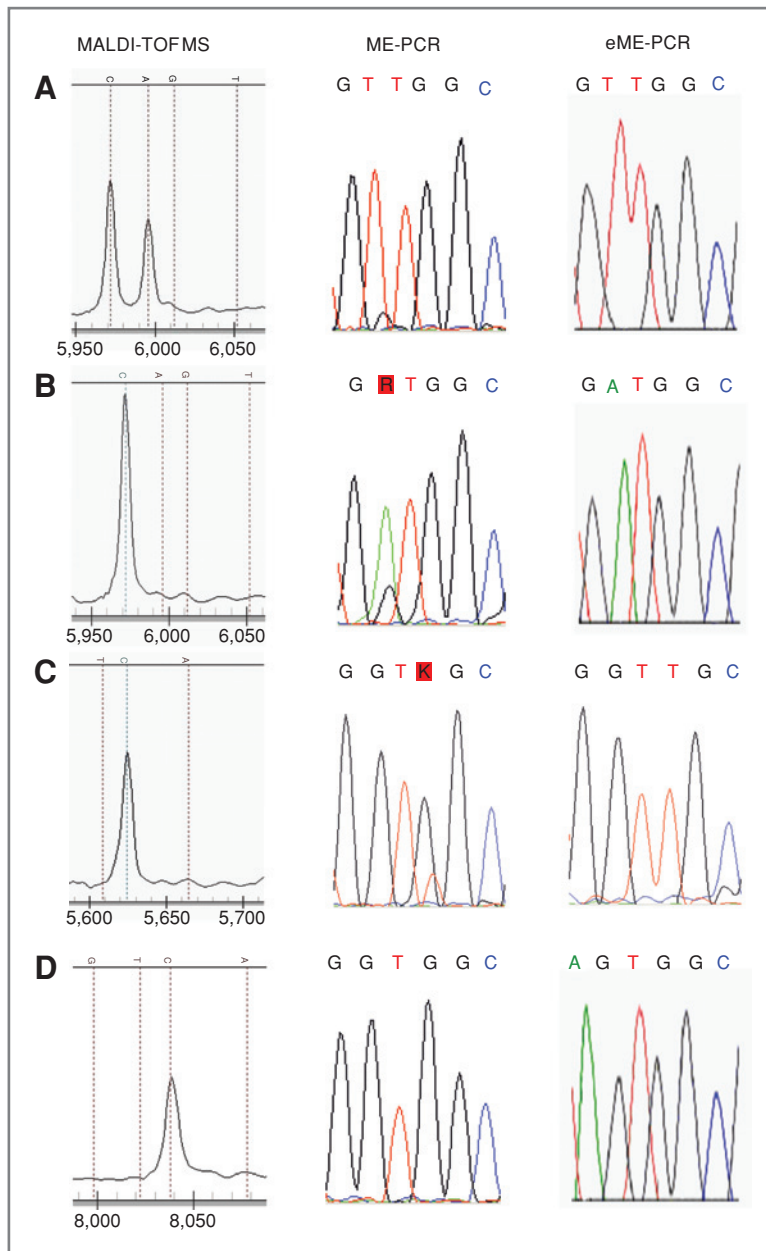 MALDI-TOFMS ME-PCR eME-PCR
A
C A G T
G T T G G C
G T T G G C
5,950 6,000 6,050
B
C A G T
G R T G G C
G A T G G C
5,950 6,000 6,050
C
T C A
G G T K G C
G G T T G C
5,600 5,650 5,700
D
G T C A
G G T G G C
A G T G G C
8,000 8,050